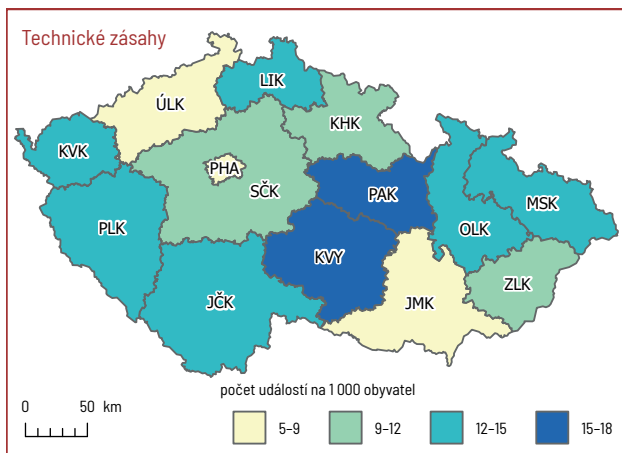 Technické zásahy
LIK
ÚLK
KHK
KVK
PHA
SČK
PAK
MSK
PLK
OLK
KVY
ZLK
JČK
JMK
počet událostí na 1 000 obyvatel
0 50 km
5–9 9–12 12–15 15–18